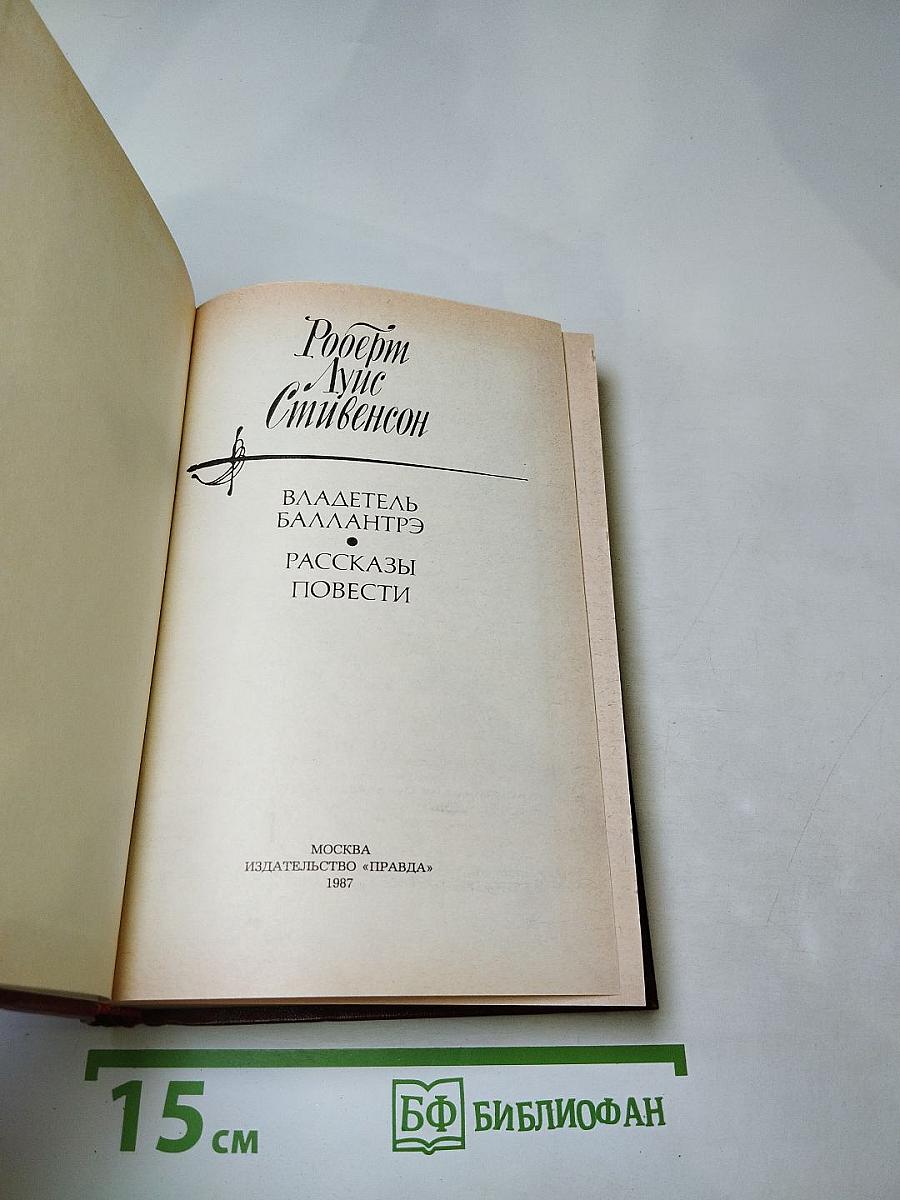 Роберт
Луис
Стивенсон
ВЛАДЕТЕЛЬ
БАЛЛАНТРЭ
•
РАССКАЗЫ
ПОВЕСТИ
МОСКВА
ИЗДАТЕЛЬСТВО «ПРАВДА»
1987
15 см
БФ БИБЛИОФАН